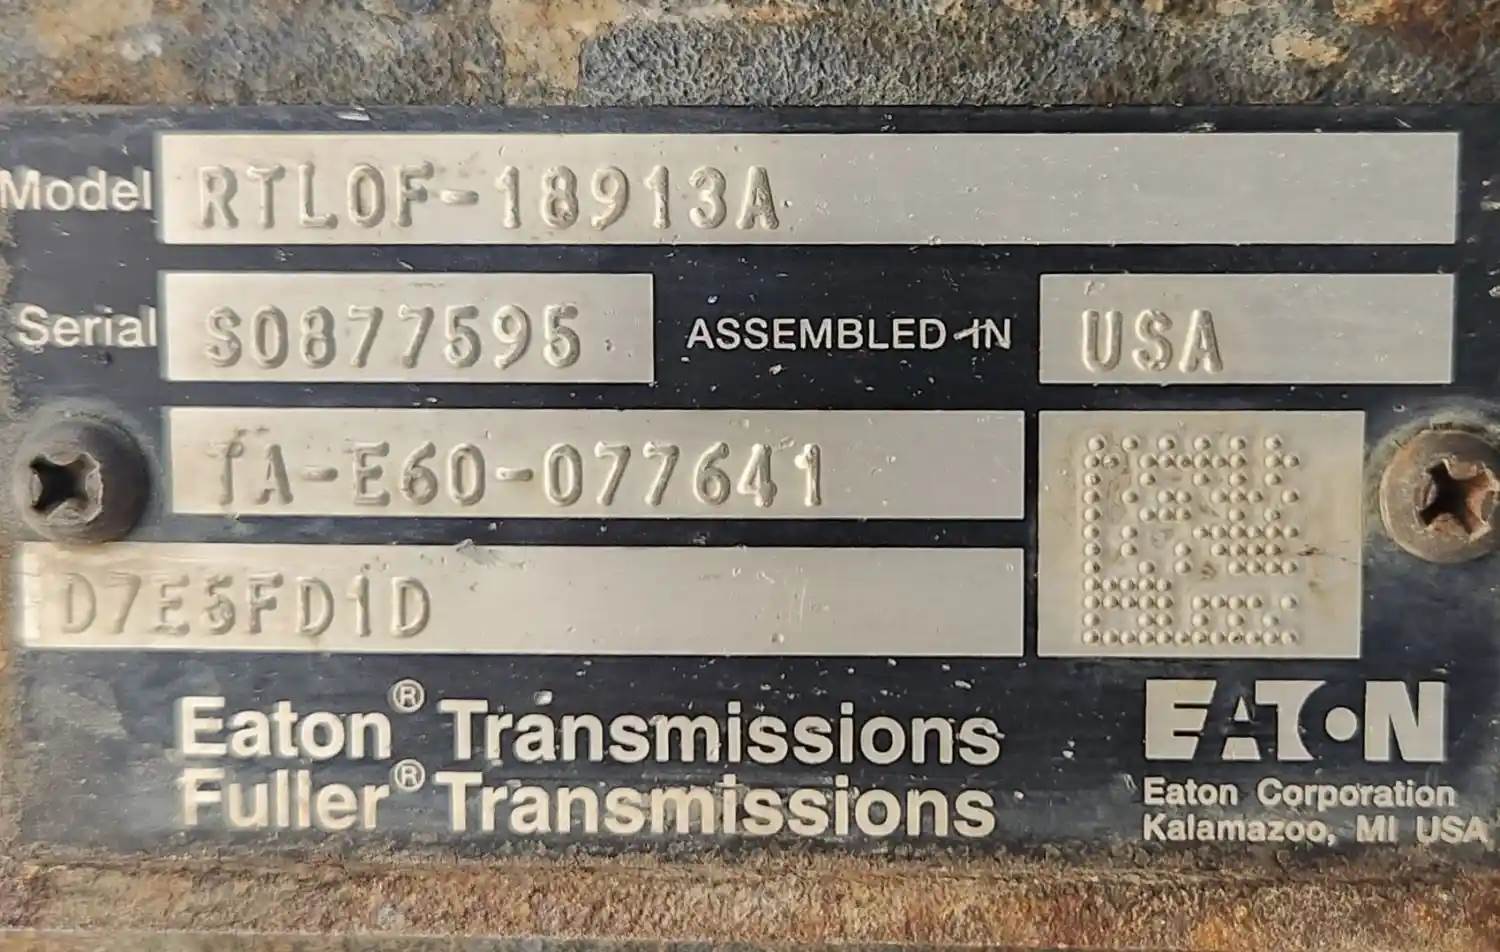 Model RTLOF-18913A
Serial S0877595 ASSEMBLED IN USA
TA-E60-077641
D7E5FD1D
Eaton® Transmissions
Fuller® Transmissions
EATON
Eaton Corporation
Kalamazoo, MI USA